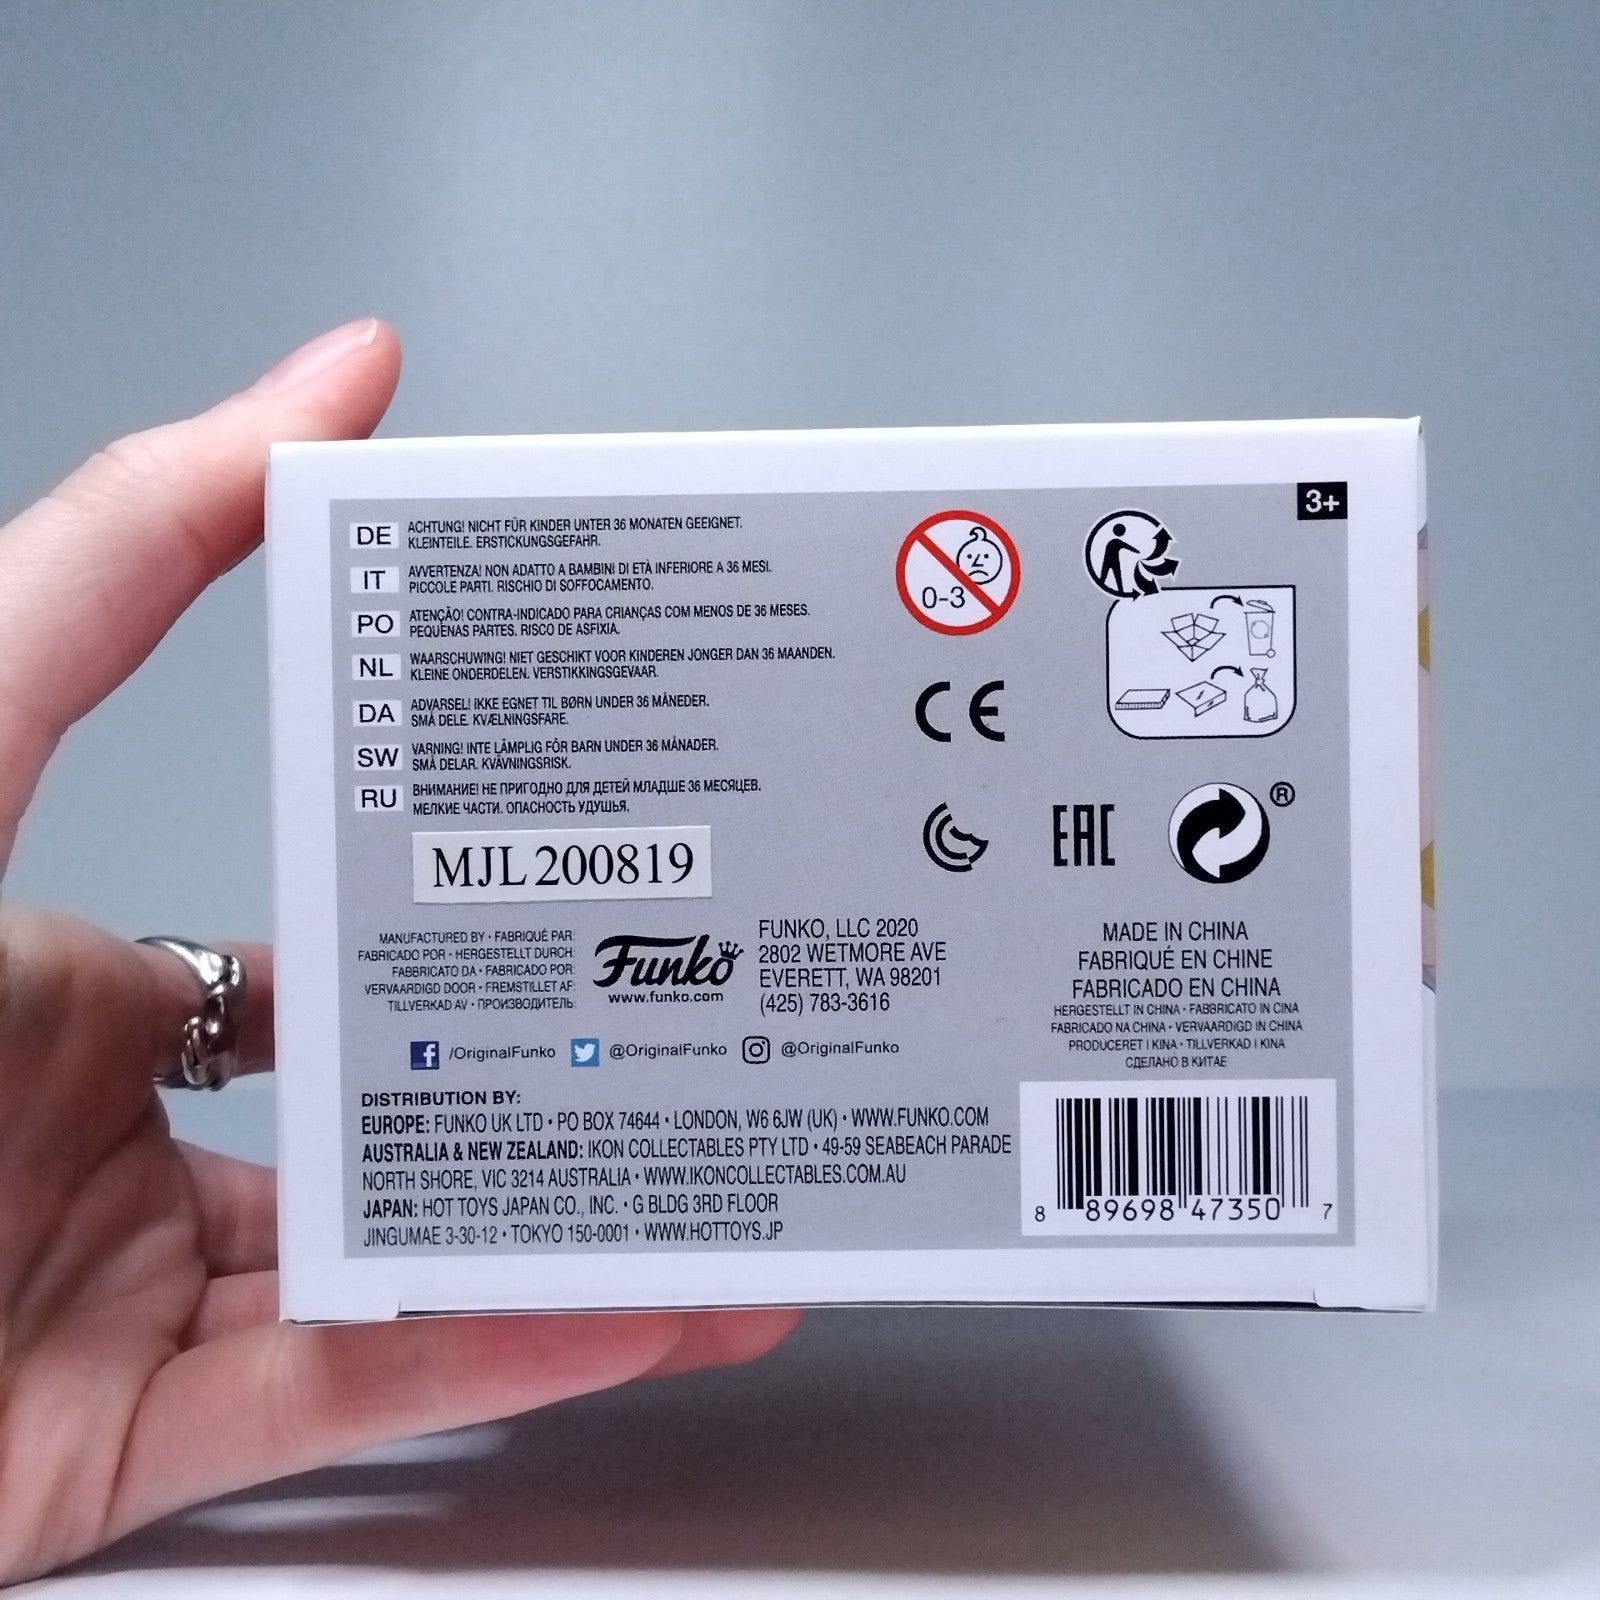 3+
DE
ACHTUNG! NICHT FÜR KINDER UNTER 36 MONATEN GEEIGNET.
KLEINTEILE. ERSTICKUNGSGEFAHR.
IT
AVVERTENZA! NON ADATTO A BAMBINI DI ETÀ INFERIORE A 36 MESI.
PICCOLE PARTI. RISCHIO DI SOFFOCAMENTO.
PO
ATENÇÃO! CONTRA-INDICADO PARA CRIANÇAS COM MENOS DE 36 MESES.
PEQUENAS PARTES. RISCO DE ASFIXIA.
NL
WAARSCHUWING! NIET GESCHIKT VOOR KINDEREN JONGER DAN 36 MAANDEN.
KLEINE ONDERDELEN. VERSTIKKINGSGEVAAR.
DA
ADVARSEL! IKKE EGNET TIL BØRN UNDER 36 MÅNEDER.
SMÅ DELE. KVÆLNINGSFARE.
SW
VARNING! INTE LÄMPLIG FÖR BARN UNDER 36 MÅNADER.
SMÅ DELAR. KVÄVNINGSRISK.
RU
ВНИМАНИЕ! НЕ ПРИГОДНО ДЛЯ ДЕТЕЙ МЛАДШЕ 36 МЕСЯЦЕВ.
МЕЛКИЕ ЧАСТИ. ОПАСНОСТЬ УДУШЬЯ.
0-3
CE
EAC
®
MJL 200819
MANUFACTURED BY • FABRIQUÉ PAR:
FABRICADO POR • HERGESTELLT DURCH:
FABBRICATO DA • FABRICADO POR:
VERVAARDIGD DOOR • FREMSTILLET AF:
TILLVERKAD AV • ПРОИЗВОДИТЕЛЬ:
Funko
www.funko.com
FUNKO, LLC 2020
2802 WETMORE AVE
EVERETT, WA 98201
(425) 783-3616
MADE IN CHINA
FABRIQUÉ EN CHINE
FABRICADO EN CHINA
HERGESTELLT IN CHINA • FABBRICATO IN CINA
FABRICADO NA CHINA • VERVAARDIGD IN CHINA
PRODUCERET I KINA • TILLVERKAD I KINA
СДЕЛАНО В КИТАЕ
f /OriginalFunko @OriginalFunko @OriginalFunko
DISTRIBUTION BY:
EUROPE: FUNKO UK LTD • PO BOX 74644 • LONDON, W6 6JW (UK) • WWW.FUNKO.COM
AUSTRALIA & NEW ZEALAND: IKON COLLECTABLES PTY LTD • 49-59 SEABEACH PARADE
NORTH SHORE, VIC 3214 AUSTRALIA • WWW.IKONCOLLECTABLES.COM.AU
JAPAN: HOT TOYS JAPAN CO., INC. • G BLDG 3RD FLOOR
JINGUMAE 3-30-12 • TOKYO 150-0001 • WWW.HOTTOYS.JP
8 89698 47350 7